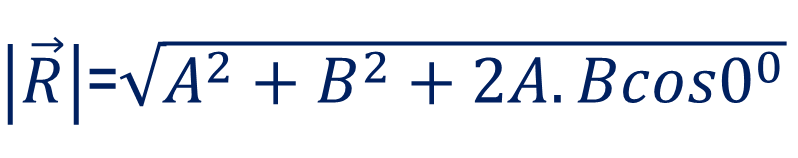 |R⃗|=√A² + B² + 2A.Bcos0⁰